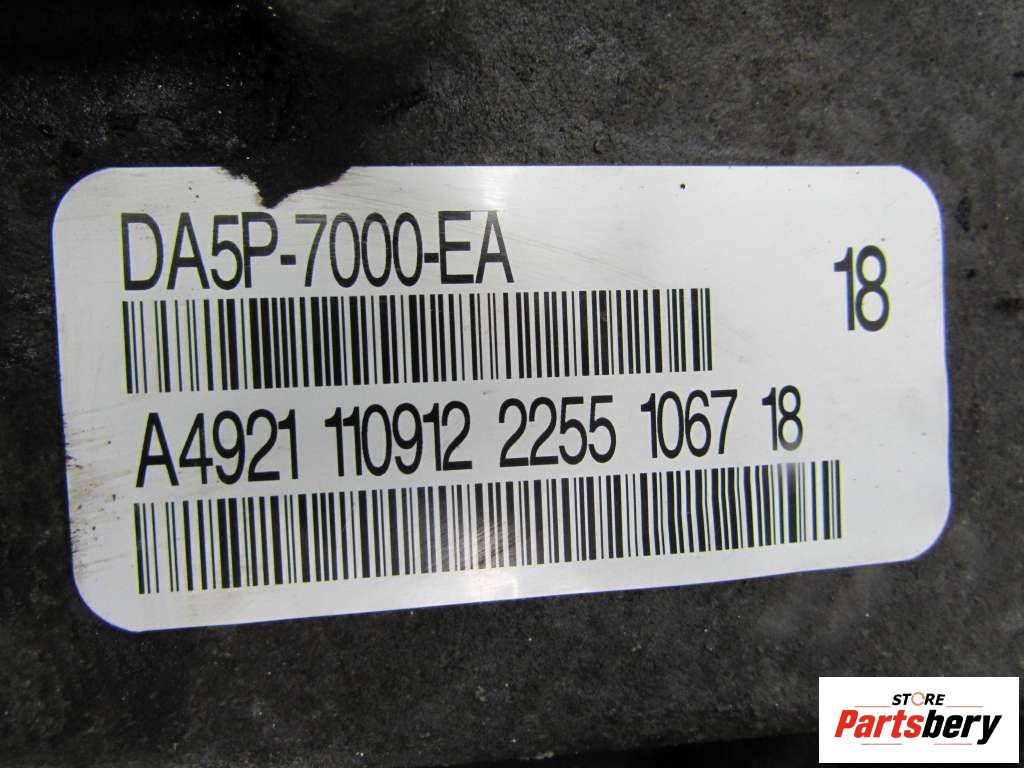 DA5P-7000-EA
18
A4921 110912 2255 1067 18
STORE
Partsbery